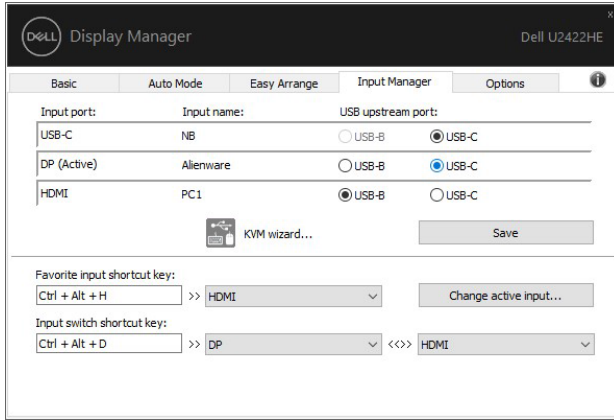 x
DELL Display Manager Dell U2422HE
Basic Auto Mode Easy Arrange Input Manager Options i
Input port: Input name: USB upstream port:
USB-C NB USB-B USB-C
DP (Active) Alienware USB-B USB-C
HDMI PC1 USB-B USB-C
KVM wizard... Save
Favorite input shortcut key:
Ctrl + Alt + H >> HDMI Change active input...
Input switch shortcut key:
Ctrl + Alt + D >> DP <<>> HDMI